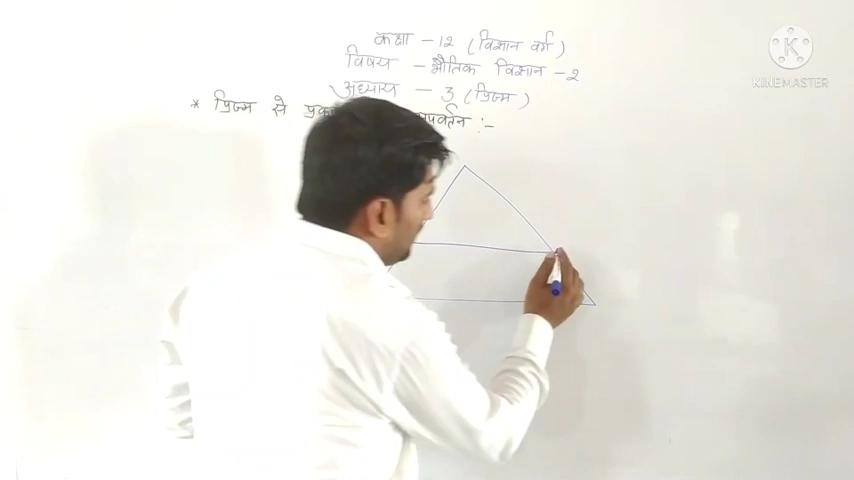 कक्षा - 12 (विज्ञान वर्ग)
विषय - भौतिक विज्ञान - 2
अध्याय - 3 (प्रिज्म)
* प्रिज्म से :-
KINEMASTER